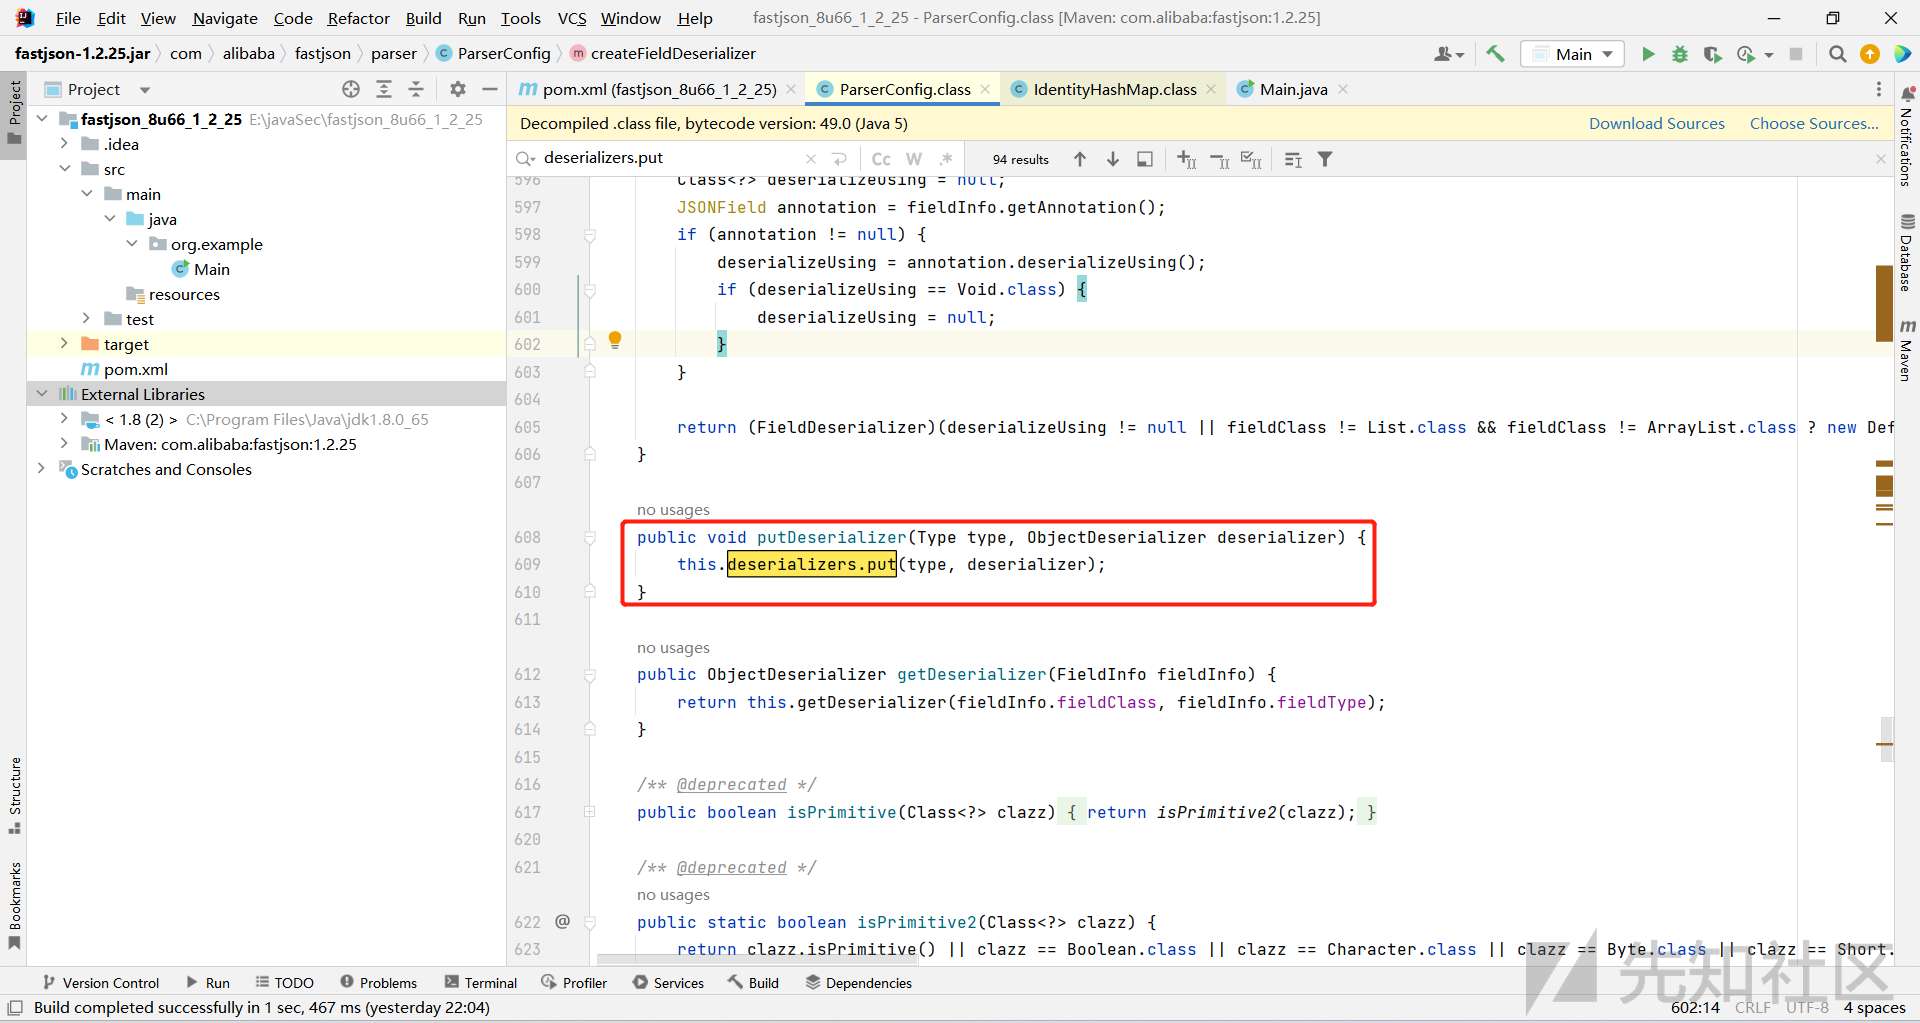 File Edit View Navigate Code Refactor Build Run Tools VCS Window Help fastjson_8u66_1_2_25 - ParserConfig.class [Maven: com.alibaba:fastjson:1.2.25]
fastjson-1.2.25.jar com alibaba fastjson parser ParserConfig createFieldDeserializer Main
Project
Project
pom.xml (fastjson_8u66_1_2_25) ParserConfig.class IdentityHashMap.class Main.java
fastjson_8u66_1_2_25 E:\javaSec\fastjson_8u66_1_2_25
.idea
src
main
java
org.example
Main
resources
test
target
pom.xml
External Libraries
< 1.8 (2) > C:\Program Files\Java\jdk1.8.0_65
Maven: com.alibaba:fastjson:1.2.25
Scratches and Consoles
Decompiled .class file, bytecode version: 49.0 (Java 5) Download Sources Choose Sources...
deserializers.put Cc W .* 94 results
596 Class<?> deserializeUsing = null;
597 JSONField annotation = fieldInfo.getAnnotation();
598 if (annotation != null) {
599 deserializeUsing = annotation.deserializeUsing();
600 if (deserializeUsing == Void.class) {
601 deserializeUsing = null;
602 }
603 }
604
605 return (FieldDeserializer)(deserializeUsing != null || fieldClass != List.class && fieldClass != ArrayList.class ? new Def
606 }
607
no usages
608 public void putDeserializer(Type type, ObjectDeserializer deserializer) {
609 this.deserializers.put(type, deserializer);
610 }
611
no usages
612 public ObjectDeserializer getDeserializer(FieldInfo fieldInfo) {
613 return this.getDeserializer(fieldInfo.fieldClass, fieldInfo.fieldType);
614 }
615
616 /** @deprecated */
617 public boolean isPrimitive(Class<?> clazz) { return isPrimitive2(clazz); }
620
621 /** @deprecated */
no usages
622 @ public static boolean isPrimitive2(Class<?> clazz) {
623 return clazz.isPrimitive() || clazz == Boolean.class || clazz == Character.class || clazz == Byte.class || clazz == Short.
Notifications
Database
Maven
Structure
Bookmarks
Version Control Run TODO Problems Terminal Profiler Services Build Dependencies
Build completed successfully in 1 sec, 467 ms (yesterday 22:04) 602:14 CRLF UTF-8 4 spaces
先知社区